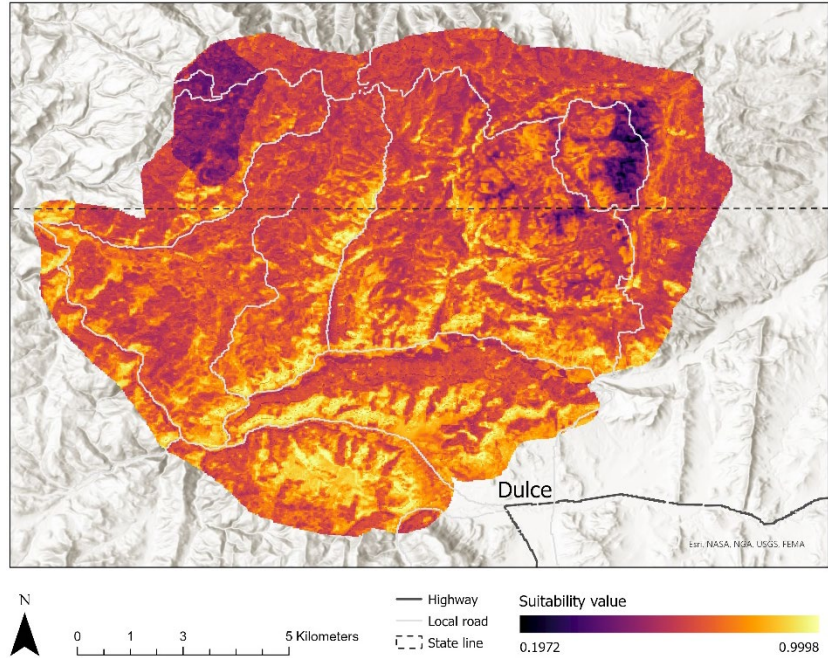 Dulce
Esri, NASA, NGA, USGS, FEMA
N
0 1 3 5 Kilometers
Highway
Local road
State line
Suitability value
0.1972 0.9998